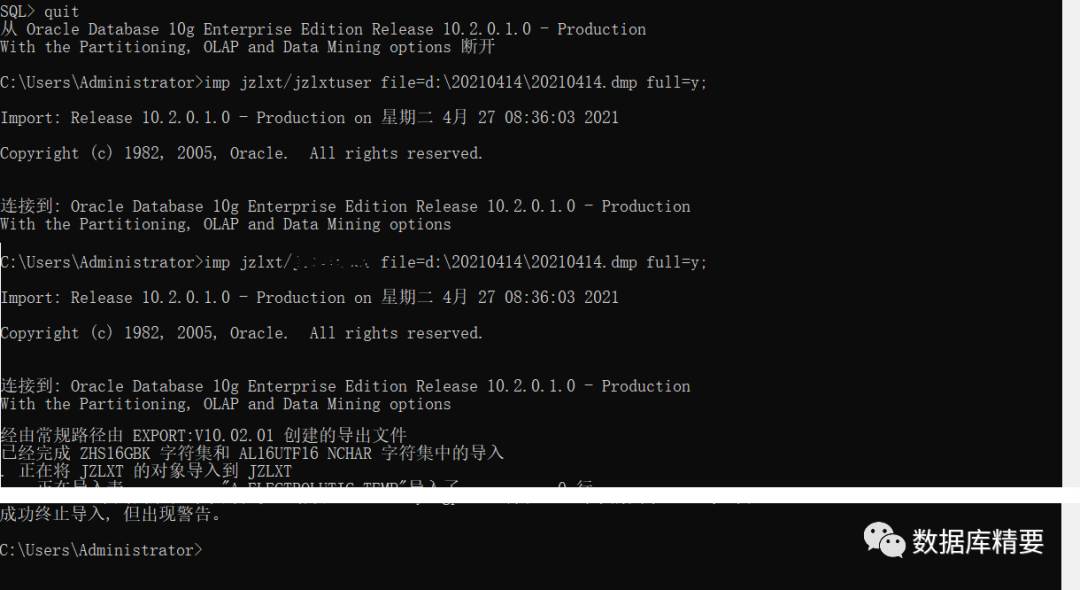 SQL> quit
从 Oracle Database 10g Enterprise Edition Release 10.2.0.1.0 - Production
With the Partitioning, OLAP and Data Mining options 断开
C:\Users\Administrator>imp jzlxt/jzlxtuser file=d:\20210414\20210414.dmp full=y;
Import: Release 10.2.0.1.0 - Production on 星期二 4月 27 08:36:03 2021
Copyright (c) 1982, 2005, Oracle.  All rights reserved.
连接到: Oracle Database 10g Enterprise Edition Release 10.2.0.1.0 - Production
With the Partitioning, OLAP and Data Mining options
C:\Users\Administrator>imp jzlxt/ file=d:\20210414\20210414.dmp full=y;
Import: Release 10.2.0.1.0 - Production on 星期二 4月 27 08:36:03 2021
Copyright (c) 1982, 2005, Oracle.  All rights reserved.
连接到: Oracle Database 10g Enterprise Edition Release 10.2.0.1.0 - Production
With the Partitioning, OLAP and Data Mining options
经由常规路径由 EXPORT:V10.02.01 创建的导出文件
已经完成 ZHS16GBK 字符集和 AL16UTF16 NCHAR 字符集中的导入
. 正在将 JZLXT 的对象导入到 JZLXT
成功终止导入, 但出现警告。
C:\Users\Administrator>
数据库精要